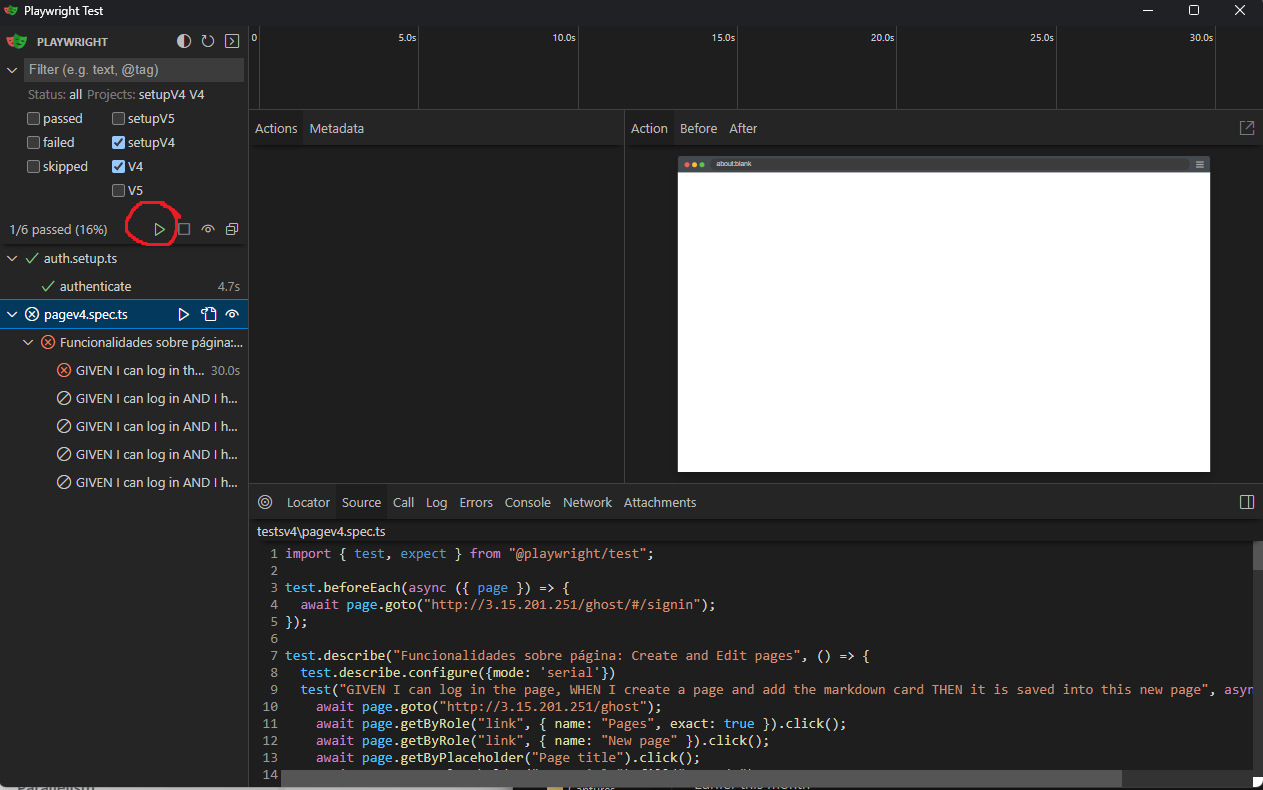 Playwright Test
PLAYWRIGHT
Filter (e.g. text, @tag)
Status: all Projects: setupV4 V4
passed
setupV5
failed
setupV4
skipped
V4
V5
1/6 passed (16%)
auth.setup.ts
authenticate 4.7s
pagev4.spec.ts
Funcionalidades sobre página:...
GIVEN I can log in th... 30.0s
GIVEN I can log in AND I h...
GIVEN I can log in AND I h...
GIVEN I can log in AND I h...
GIVEN I can log in AND I h...
0 5.0s 10.0s 15.0s 20.0s 25.0s 30.0s
Actions Metadata
Action Before After
about:blank
Locator Source Call Log Errors Console Network Attachments
testsv4\pagev4.spec.ts
1 import { test, expect } from "@playwright/test";
2
3 test.beforeEach(async ({ page }) => {
4 await page.goto("http://3.15.201.251/ghost/#/signin");
5 });
6
7 test.describe("Funcionalidades sobre página: Create and Edit pages", () => {
8 test.describe.configure({mode: 'serial'})
9 test("GIVEN I can log in the page, WHEN I create a page and add the markdown card THEN it is saved into this new page", asyn
10 await page.goto("http://3.15.201.251/ghost");
11 await page.getByRole("link", { name: "Pages", exact: true }).click();
12 await page.getByRole("link", { name: "New page" }).click();
13 await page.getByPlaceholder("Page title").click();
14